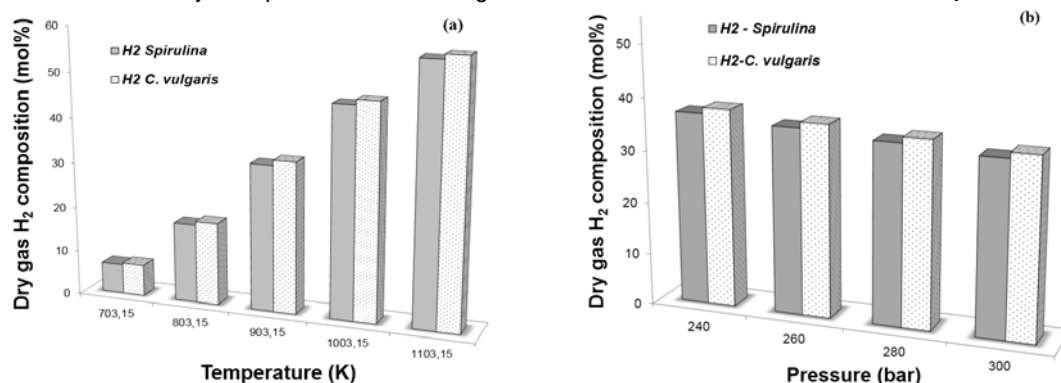 (a)
H2 Spirulina
H2 C. vulgaris
Dry gas H₂ composition (mol%)
60
50
40
30
20
10
0
703,15
803,15
903,15
1003,15
1103,15
Temperature (K)
(b)
H2 - Spirulina
H2-C. vulgaris
Dry gas H₂ composition (mol%)
50
40
30
20
10
0
240
260
280
300
Pressure (bar)